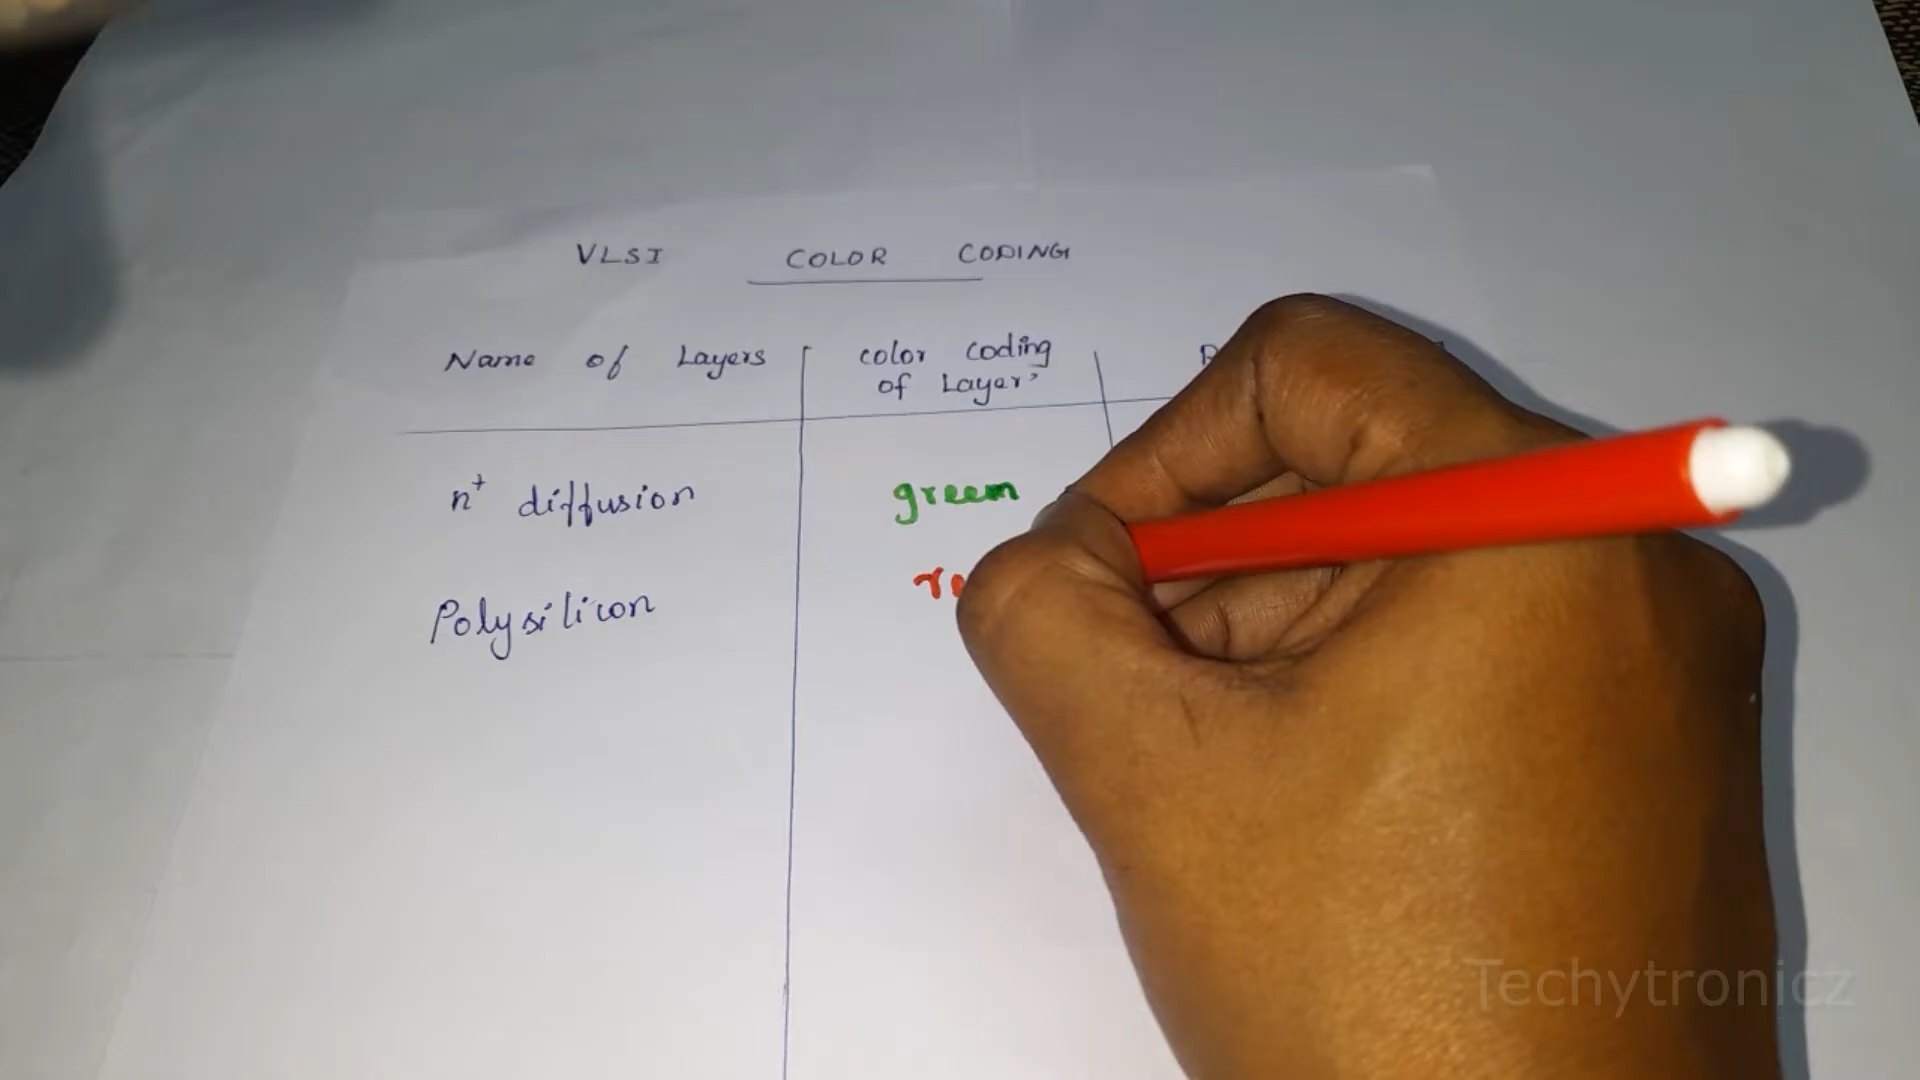 VLSI COLOR CODING
Name of Layers
color coding
of Layer'
n+ diffusion
green
Polysilicon
Techytronicz